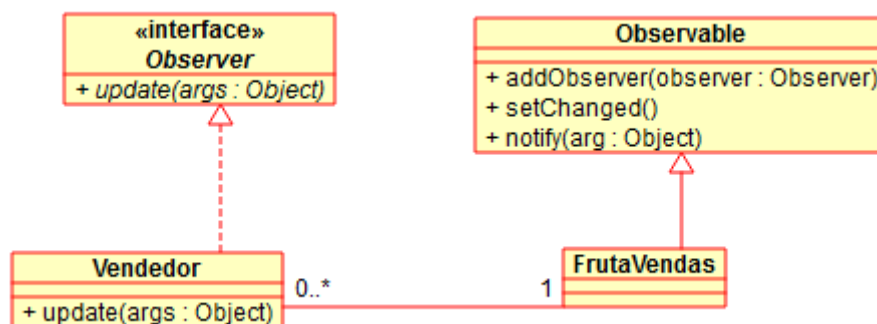 «interface»
Observer
+ update(args : Object)
Observable
+ addObserver(observer : Observer)
+ setChanged()
+ notify(arg : Object)
Vendedor
+ update(args : Object)
0..*
1
FrutaVendas